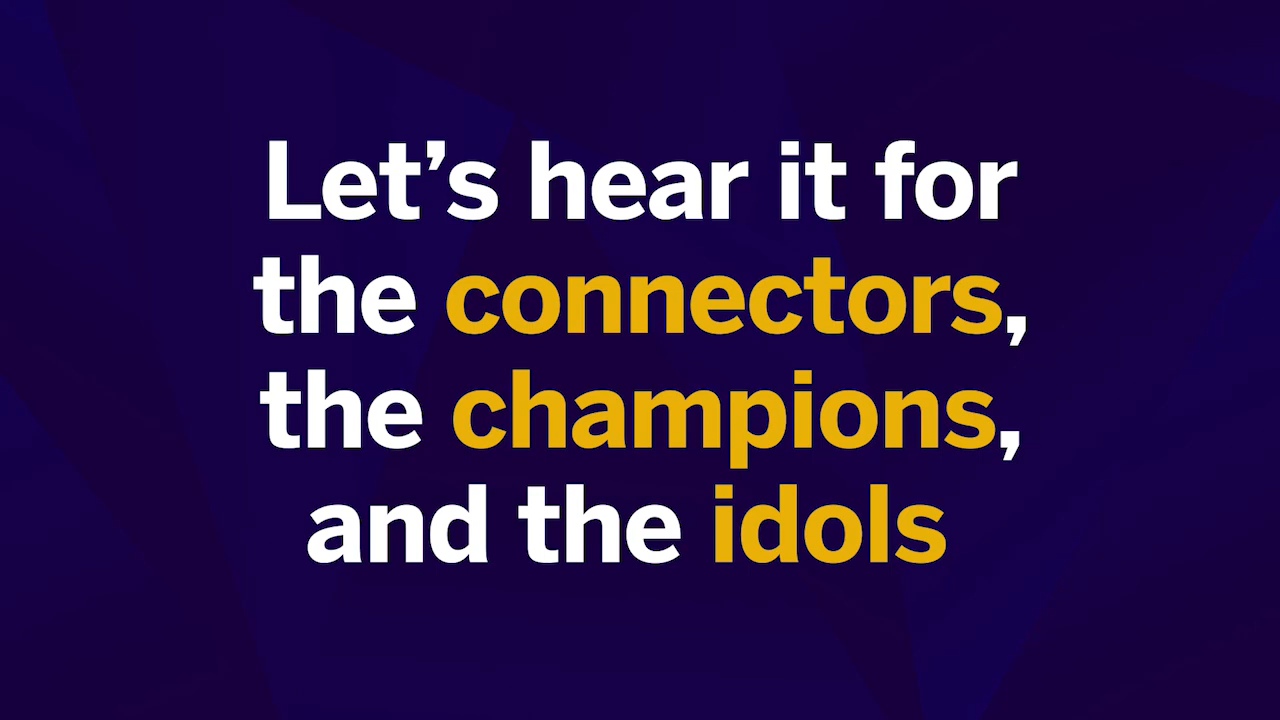 Let’s hear it for
the connectors,
the champions,
and the idols